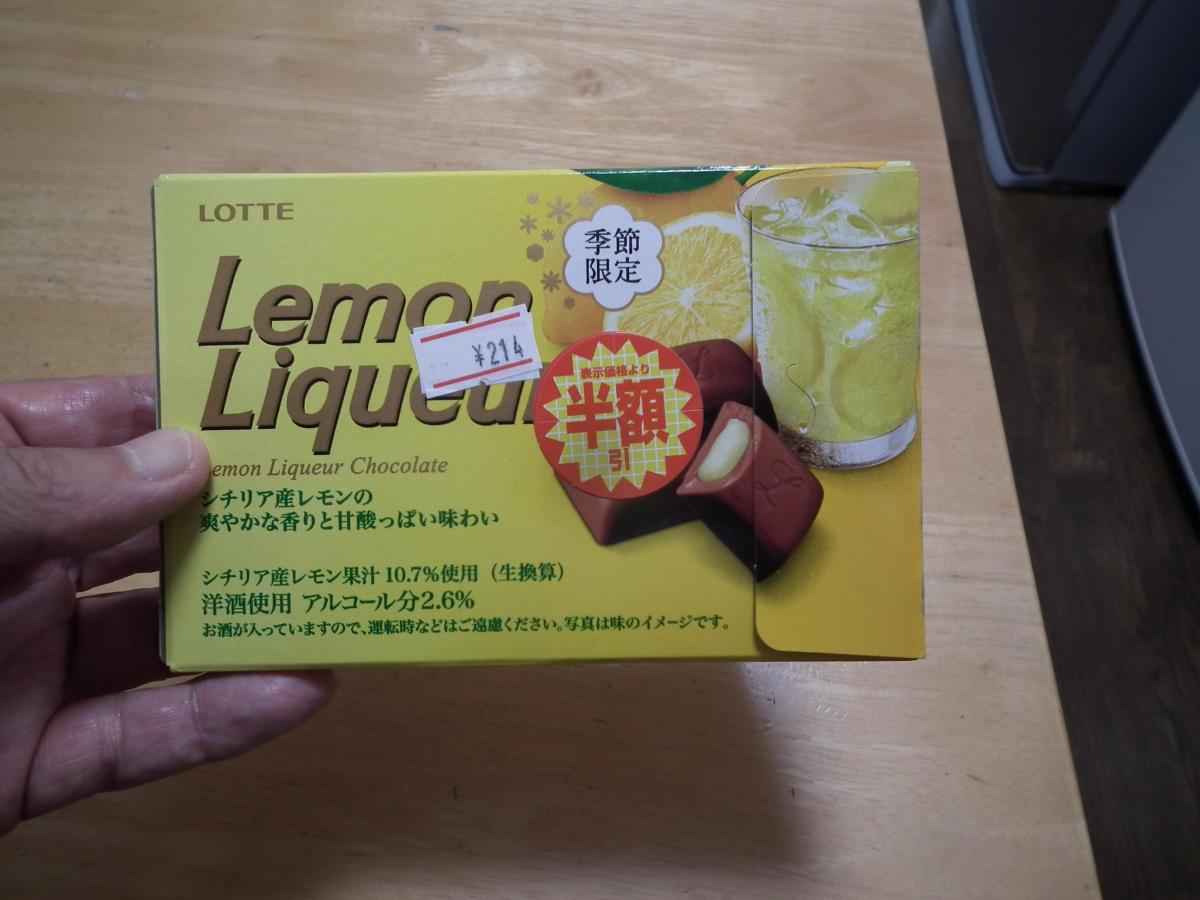 LOTTE
季節
限定
Lemon
¥214
Liqueur
表示価格より
半額
引
Lemon Liqueur Chocolate
シチリア産レモンの
爽やかな香りと甘酸っぱい味わい
シチリア産レモン果汁10.7%使用（生換算）
洋酒使用 アルコール分2.6%
お酒が入っていますので、運転時などはご遠慮ください。写真は味のイメージです。